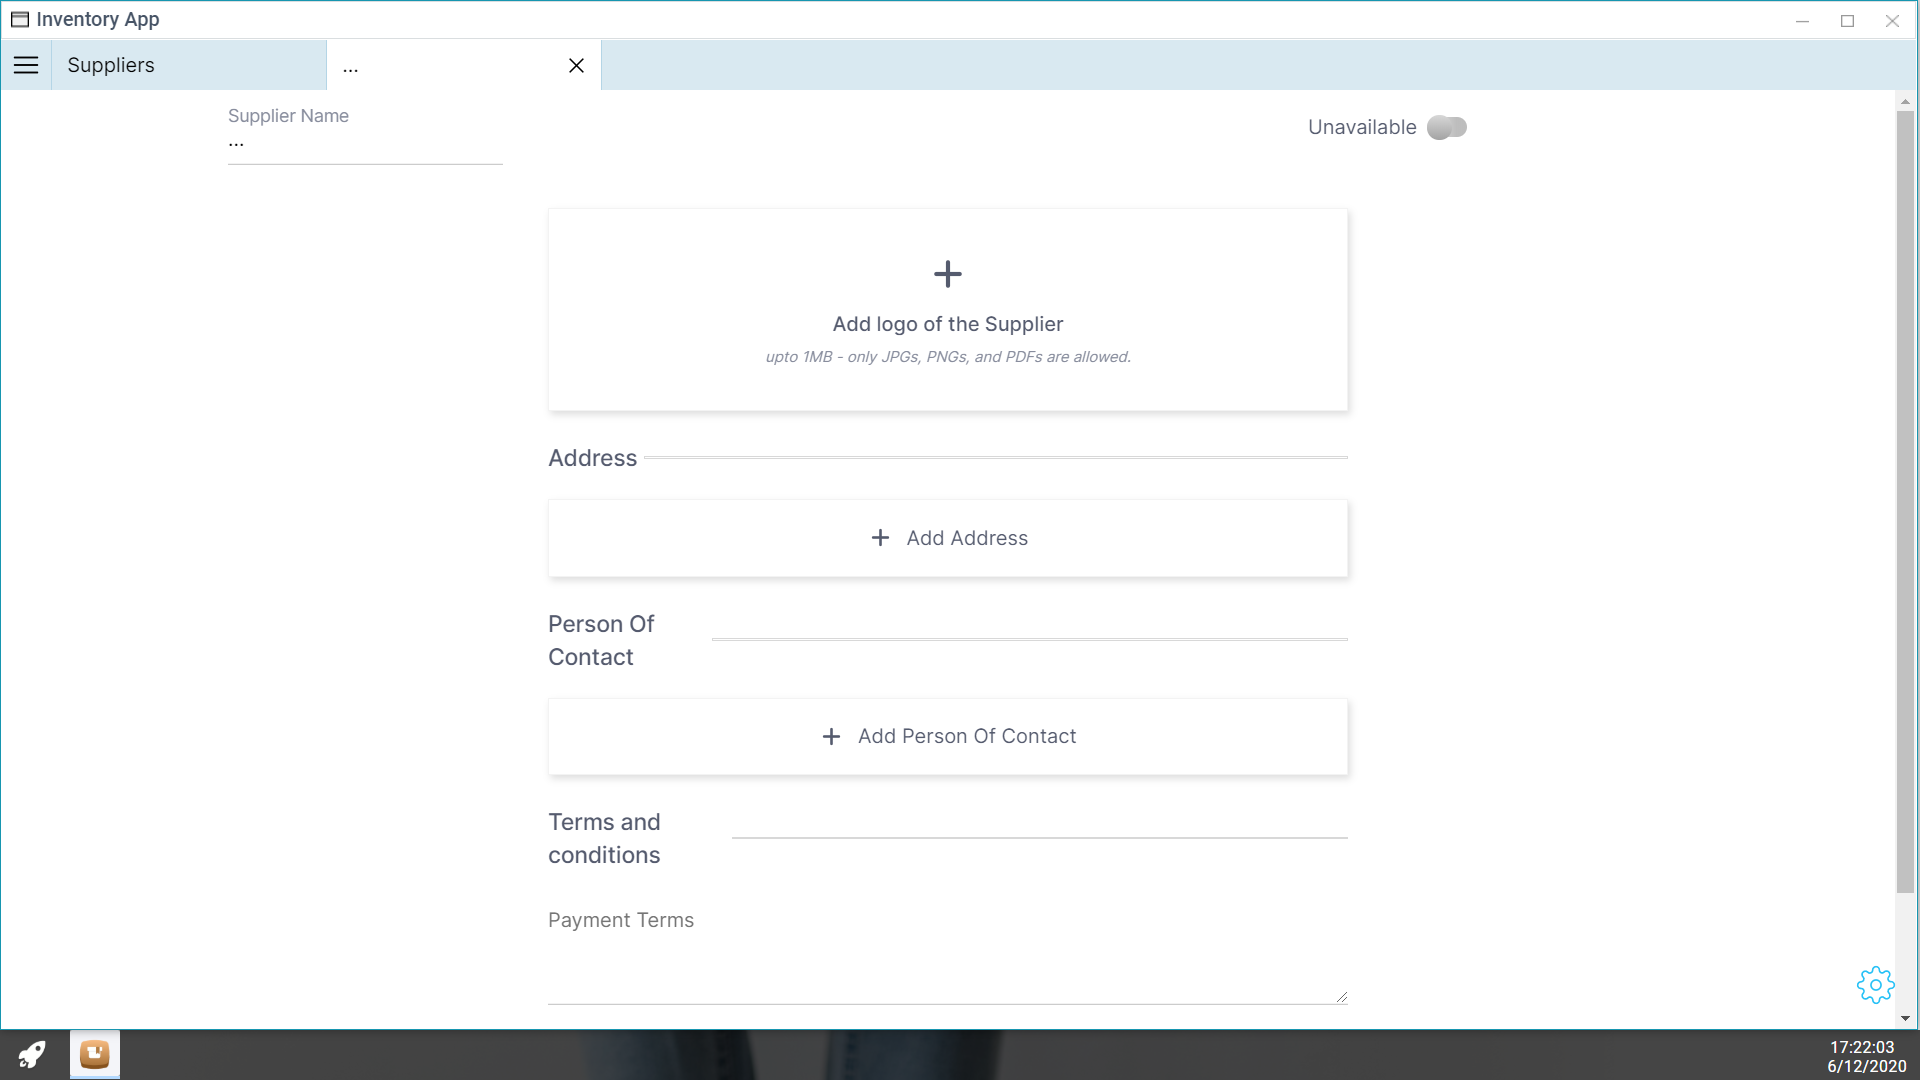 Inventory App
Suppliers
...
Supplier Name
...
Unavailable
Add logo of the Supplier
upto 1MB - only JPGs, PNGs, and PDFs are allowed.
Address
Add Address
Person Of
Contact
Add Person Of Contact
Terms and
conditions
Payment Terms
17:22:03
6/12/2020